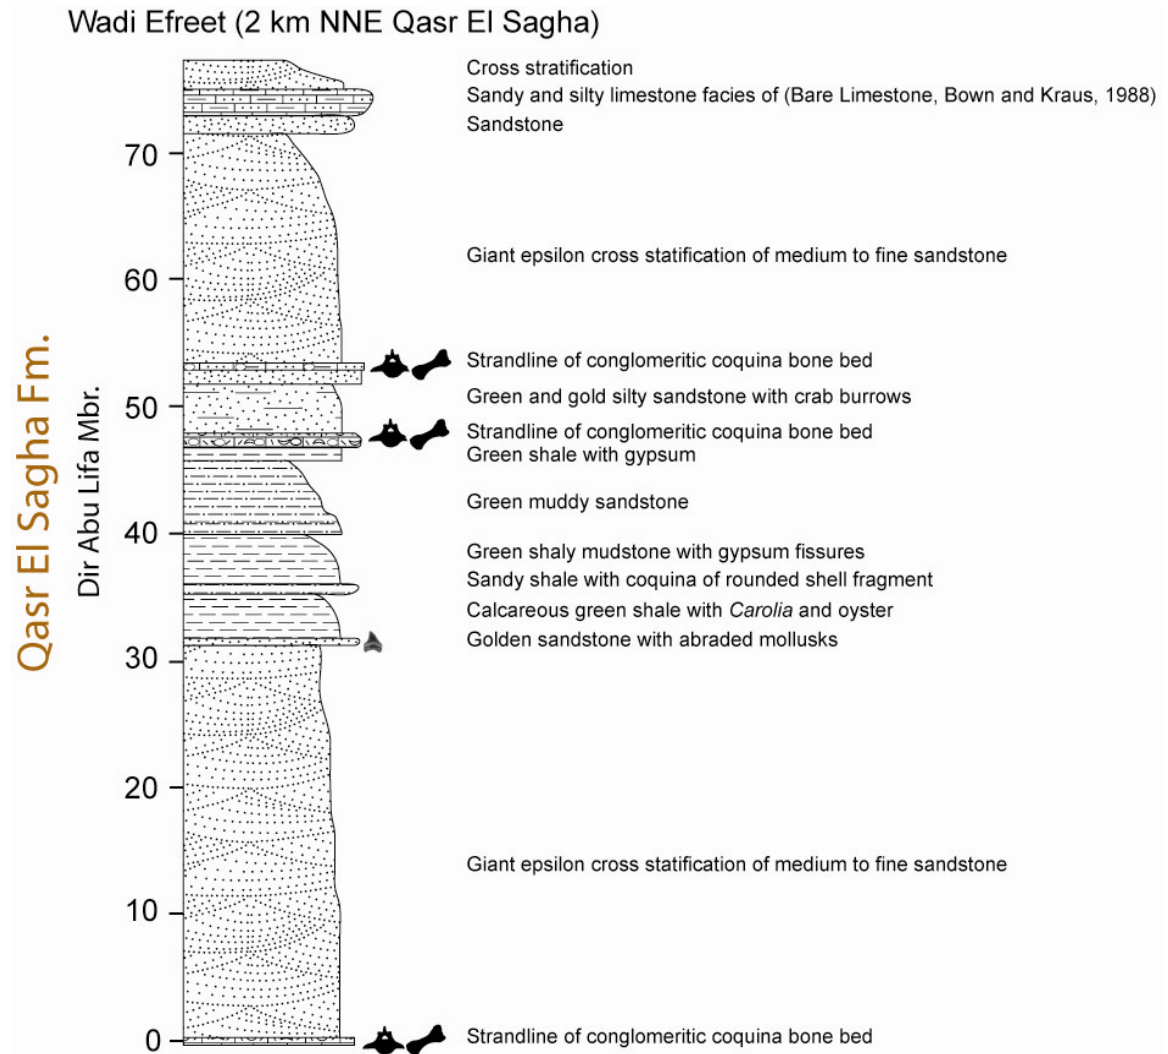 Wadi Efreet (2 km NNE Qasr El Sagha)
Cross stratification
Sandy and silty limestone facies of (Bare Limestone, Bown and Kraus, 1988)
Sandstone
70
Giant epsilon cross statification of medium to fine sandstone
60
Strandline of conglomeritic coquina bone bed
Green and gold silty sandstone with crab burrows
50
Strandline of conglomeritic coquina bone bed
Green shale with gypsum
Green muddy sandstone
40
Green shaly mudstone with gypsum fissures
Sandy shale with coquina of rounded shell fragment
Calcareous green shale with Carolia and oyster
Golden sandstone with abraded mollusks
30
20
Giant epsilon cross statification of medium to fine sandstone
10
Strandline of conglomeritic coquina bone bed
0
Qasr El Sagha Fm.
Dir Abu Lifa Mbr.